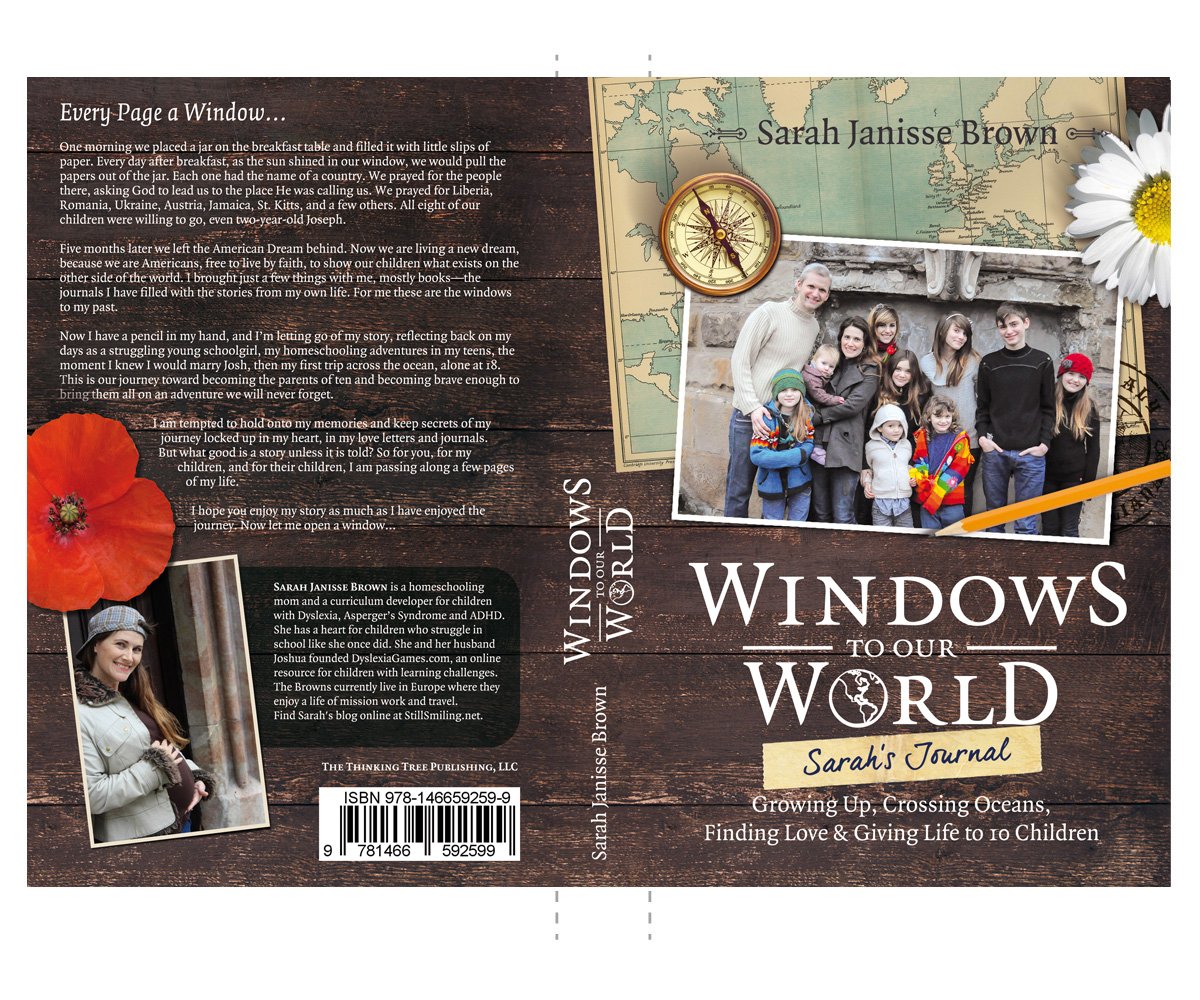 Every Page a Window...
One morning we placed a jar on the breakfast table and filled it with little slips of
paper. Every day after breakfast, as the sun shined in our window, we would pull the
papers out of the jar. Each one had the name of a country. We prayed for the people
there, asking God to lead us to the place He was calling us. We prayed for Liberia,
Romania, Ukraine, Austria, Jamaica, St. Kitts, and a few others. All eight of our
children were willing to go, even two-year-old Joseph.
Five months later we left the American Dream behind. Now we are living a new dream,
because we are Americans, free to live by faith, to show our children what exists on the
other side of the world. I brought just a few things with me, mostly books—the
journals I have filled with the stories from my own life. For me these are the windows
to my past.
Now I have a pencil in my hand, and I'm letting go of my story, reflecting back on my
days as a struggling young schoolgirl, my homeschooling adventures in my teens, the
moment I knew I would marry Josh, then my first trip across the ocean, alone at 18.
This is our journey toward becoming the parents of ten and becoming brave enough to
bring them all on an adventure we will never forget.
I am tempted to hold onto my memories and keep secrets of my
journey locked up in my heart, in my love letters and journals.
But what good is a story unless it is told? So for you, for my
children, and for their children, I am passing along a few pages
of my life.
I hope you enjoy my story as much as I have enjoyed the
journey. Now let me open a window...
SARAH JANISSE BROWN is a homeschooling
mom and a curriculum developer for children
with Dyslexia, Asperger's Syndrome and ADHD.
She has a heart for children who struggle in
school like she once did. She and her husband
Joshua founded DyslexiaGames.com, an online
resource for children with learning challenges.
The Browns currently live in Europe where they
enjoy a life of mission work and travel.
Find Sarah's blog online at StillSmiling.net.
THE THINKING TREE PUBLISHING, LLC
ISBN 978-146659259-9
9 781466 592599
WINDOWS
TO OUR
WORLD
Sarah Janisse Brown
Sarah Janisse Brown
WINDOWS
TO OUR
WORLD
Sarah's Journal
Growing Up, Crossing Oceans,
Finding Love & Giving Life to 10 Children